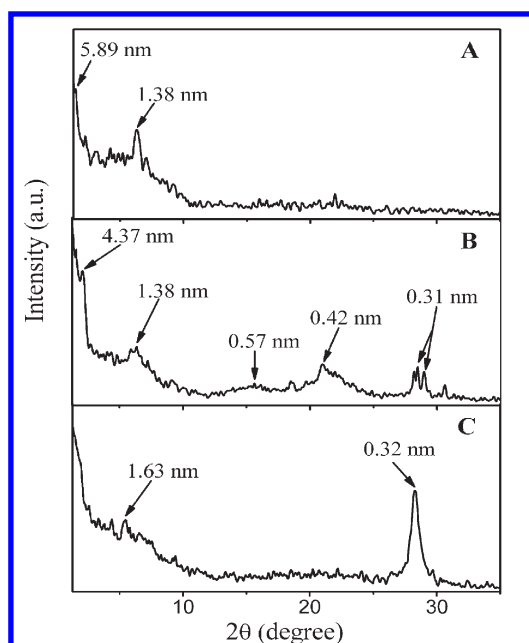 A
5.89 nm
1.38 nm
B
4.37 nm
1.38 nm
0.57 nm
0.42 nm
0.31 nm
C
1.63 nm
0.32 nm
Intensity (a.u.)
10 20 30
2θ (degree)